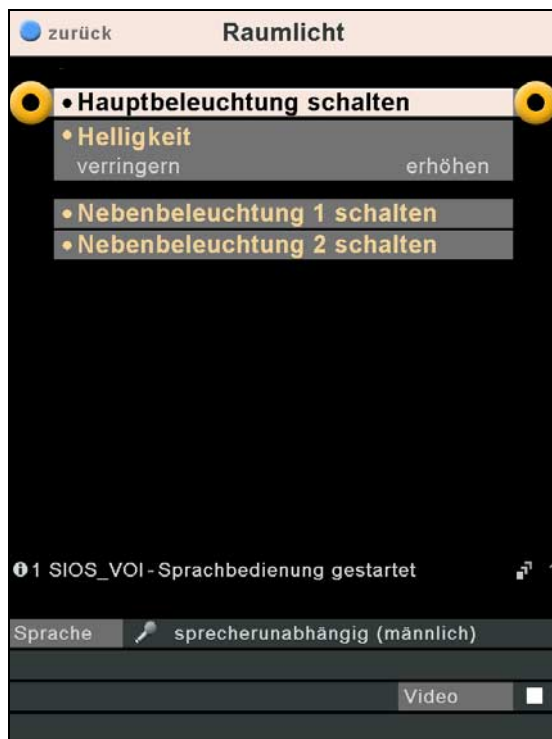 zurück Raumlicht
• Hauptbeleuchtung schalten
• Helligkeit
verringern erhöhen
• Nebenbeleuchtung 1 schalten
• Nebenbeleuchtung 2 schalten
1 SIOS_VOI - Sprachbedienung gestartet 1
Sprache sprecherunabhängig (männlich)
Video